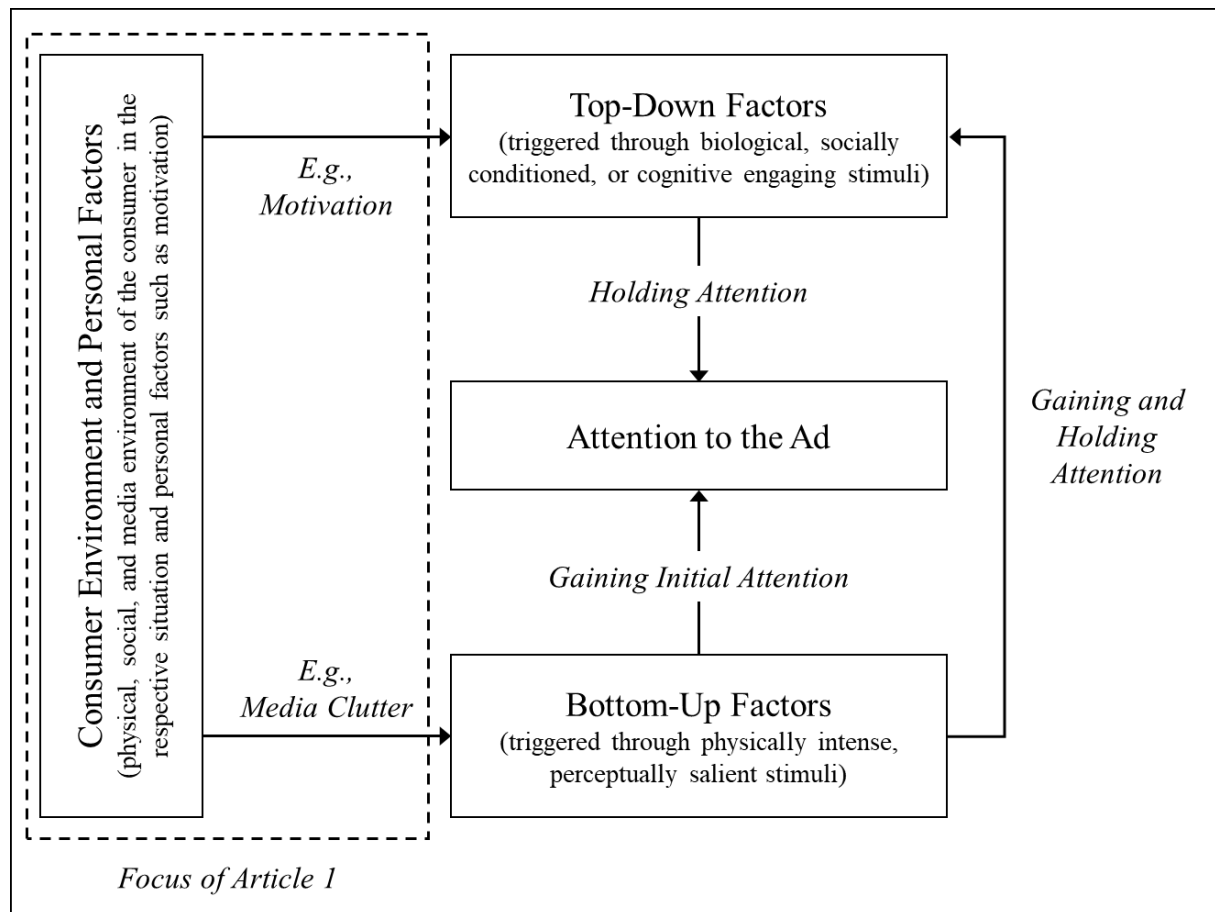 Consumer Environment and Personal Factors
(physical, social, and media environment of the consumer in the
respective situation and personal factors such as motivation)
E.g.,
Motivation
Top-Down Factors
(triggered through biological, socially
conditioned, or cognitive engaging stimuli)
Holding Attention
Attention to the Ad
Gaining and
Holding
Attention
Gaining Initial Attention
E.g.,
Media Clutter
Bottom-Up Factors
(triggered through physically intense,
perceptually salient stimuli)
Focus of Article 1